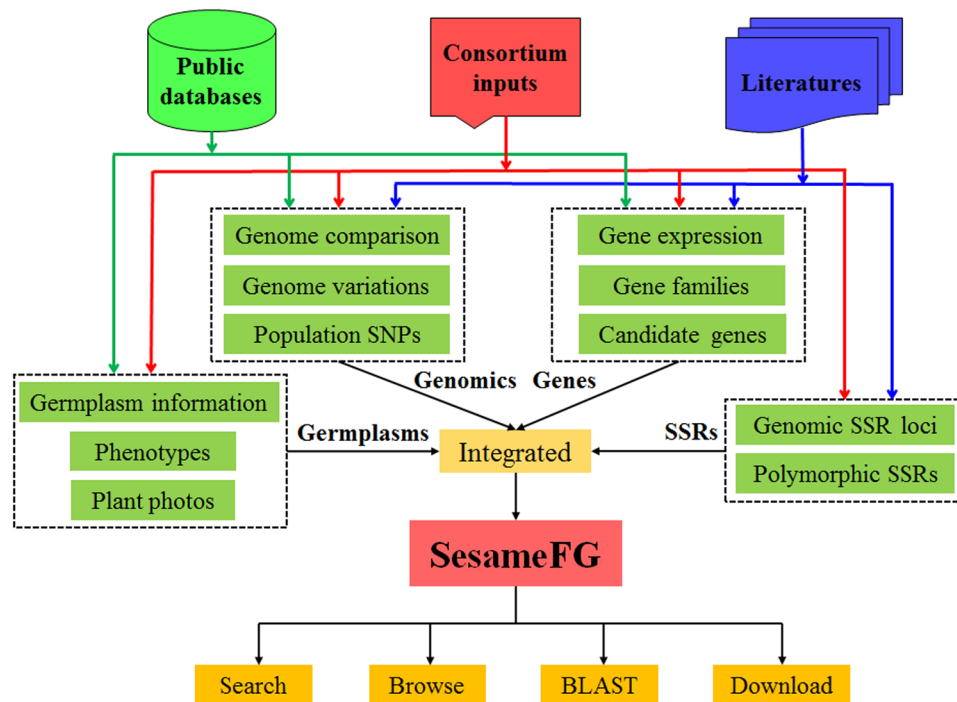 Public
databases
Consortium
inputs
Literatures
Genome comparison
Genome variations
Population SNPs
Gene expression
Gene families
Candidate genes
Genomics
Genes
Germplasm information
Phenotypes
Plant photos
Germplasms
Integrated
SSRs
Genomic SSR loci
Polymorphic SSRs
SesameFG
Search
Browse
BLAST
Download